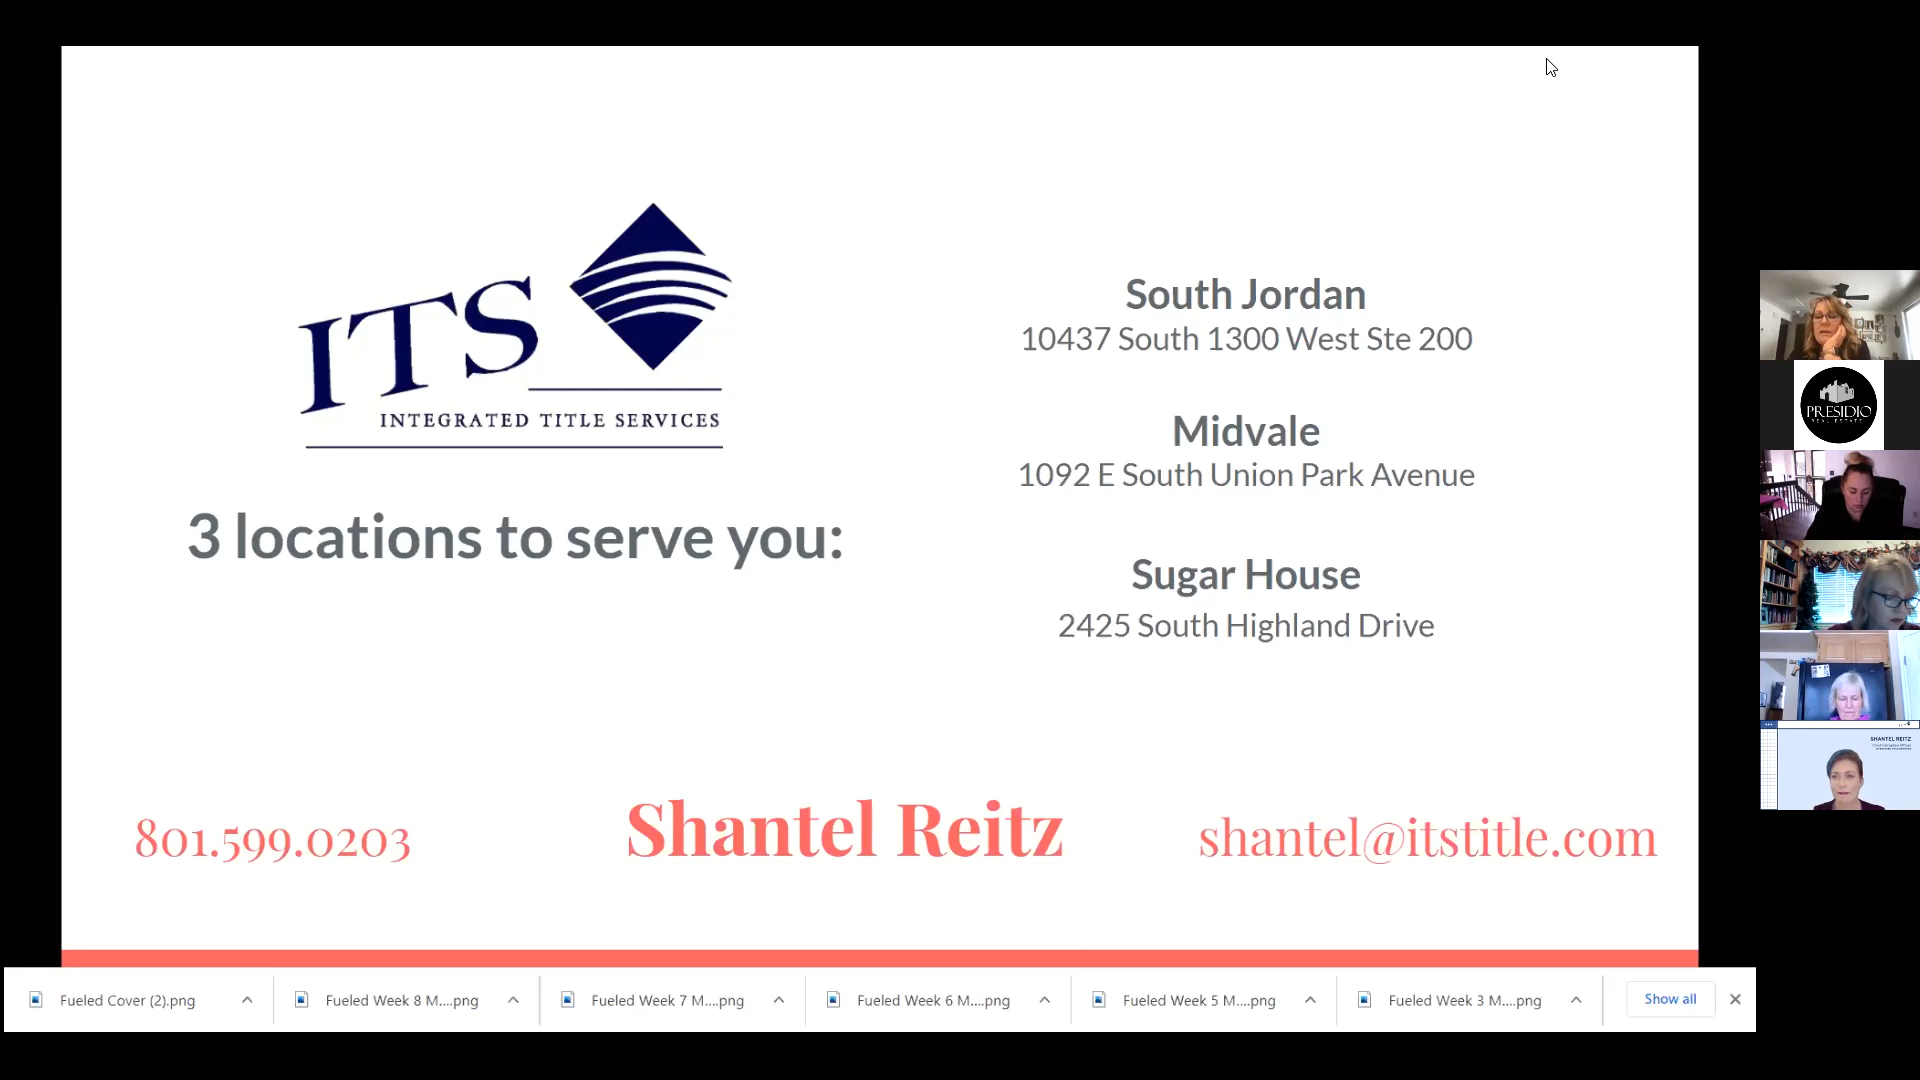 ITS
INTEGRATED TITLE SERVICES
3 locations to serve you:
South Jordan
10437 South 1300 West Ste 200
Midvale
1092 E South Union Park Avenue
Sugar House
2425 South Highland Drive
801.599.0203
Shantel Reitz
shantel@itstitle.com
PRESIDIO
REAL ESTATE
SHANTEL REITZ
Fueled Cover (2).png
Fueled Week 8 M....png
Fueled Week 7 M....png
Fueled Week 6 M....png
Fueled Week 5 M....png
Fueled Week 3 M....png
Show all